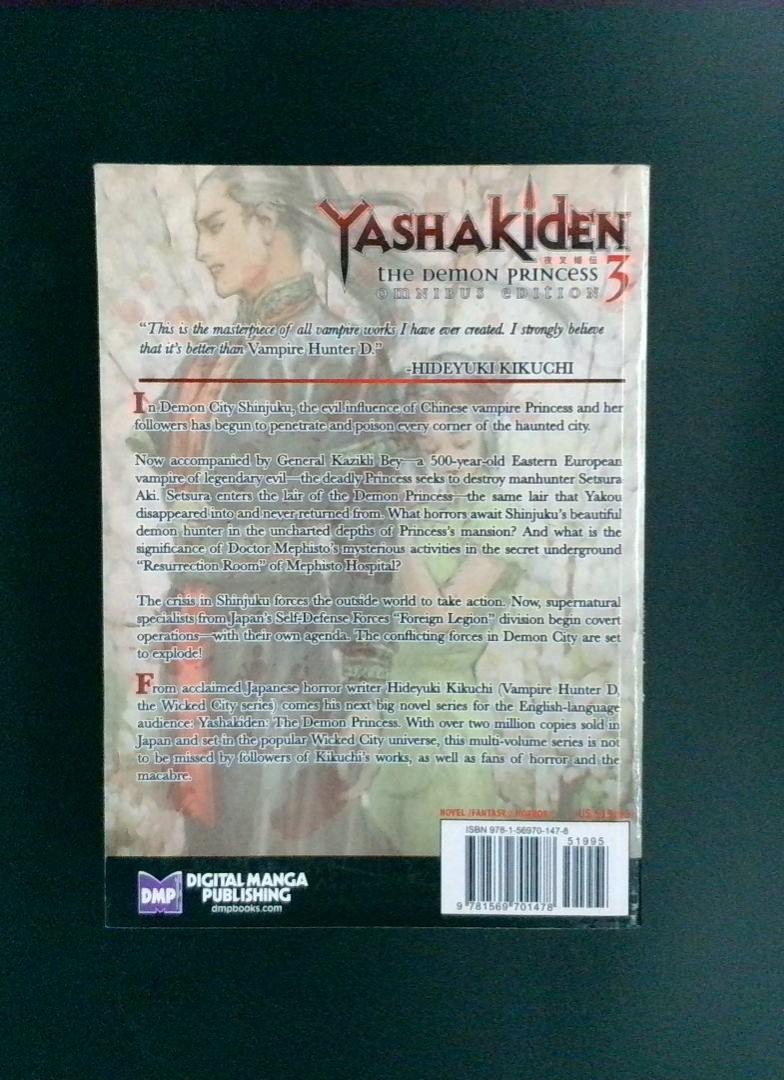 YASHAKIDEN
夜叉姫伝
THE DEMON PRINCESS 3
OMNIBUS EDITION
“This is the masterpiece of all vampire works I have ever created. I strongly believe
that it’s better than Vampire Hunter D.”
-HIDEYUKI KIKUCHI
In Demon City Shinjuku, the evil influence of Chinese vampire Princess and her
followers has begun to penetrate and poison every corner of the haunted city.
Now accompanied by General Kazikli Bey—a 500-year-old Eastern European
vampire of legendary evil—the deadly Princess seeks to destroy manhunter Setsura
Aki. Setsura enters the lair of the Demon Princess—the same lair that Yakou
disappeared into and never returned from. What horrors await Shinjuku’s beautiful
demon hunter in the uncharted depths of Princess’s mansion? And what is the
significance of Doctor Mephisto’s mysterious activities in the secret underground
“Resurrection Room” of Mephisto Hospital?
The crisis in Shinjuku forces the outside world to take action. Now, supernatural
specialists from Japan’s Self-Defense Forces “Foreign Legion” division begin covert
operations—with their own agenda. The conflicting forces in Demon City are set
to explode!
From acclaimed Japanese horror writer Hideyuki Kikuchi (Vampire Hunter D,
the Wicked City series) comes his next big novel series for the English-language
audience: Yashakiden: The Demon Princess. With over two million copies sold in
Japan and set in the popular Wicked City universe, this multi-volume series is not
to be missed by followers of Kikuchi’s works, as well as fans of horror and the
macabre.
NOVEL / FANTASY / HORROR
ISBN 978-1-56970-147-8
51995
9 781569 701478
DMP
DIGITAL MANGA
PUBLISHING
dmpbooks.com